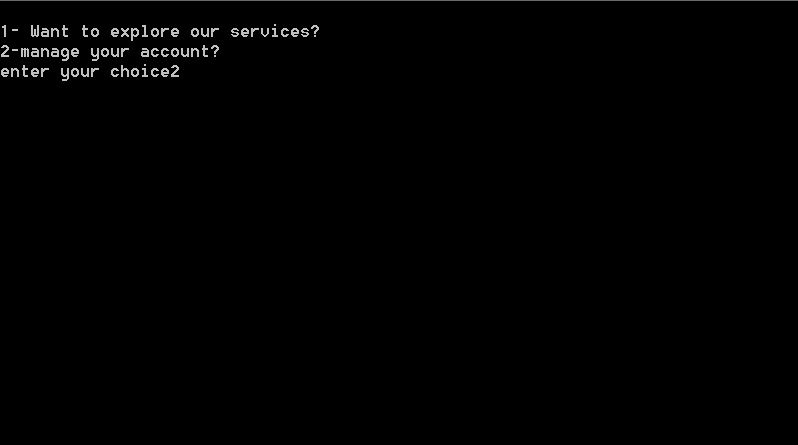 1- Want to explore our services?
2-manage your account?
enter your choice2